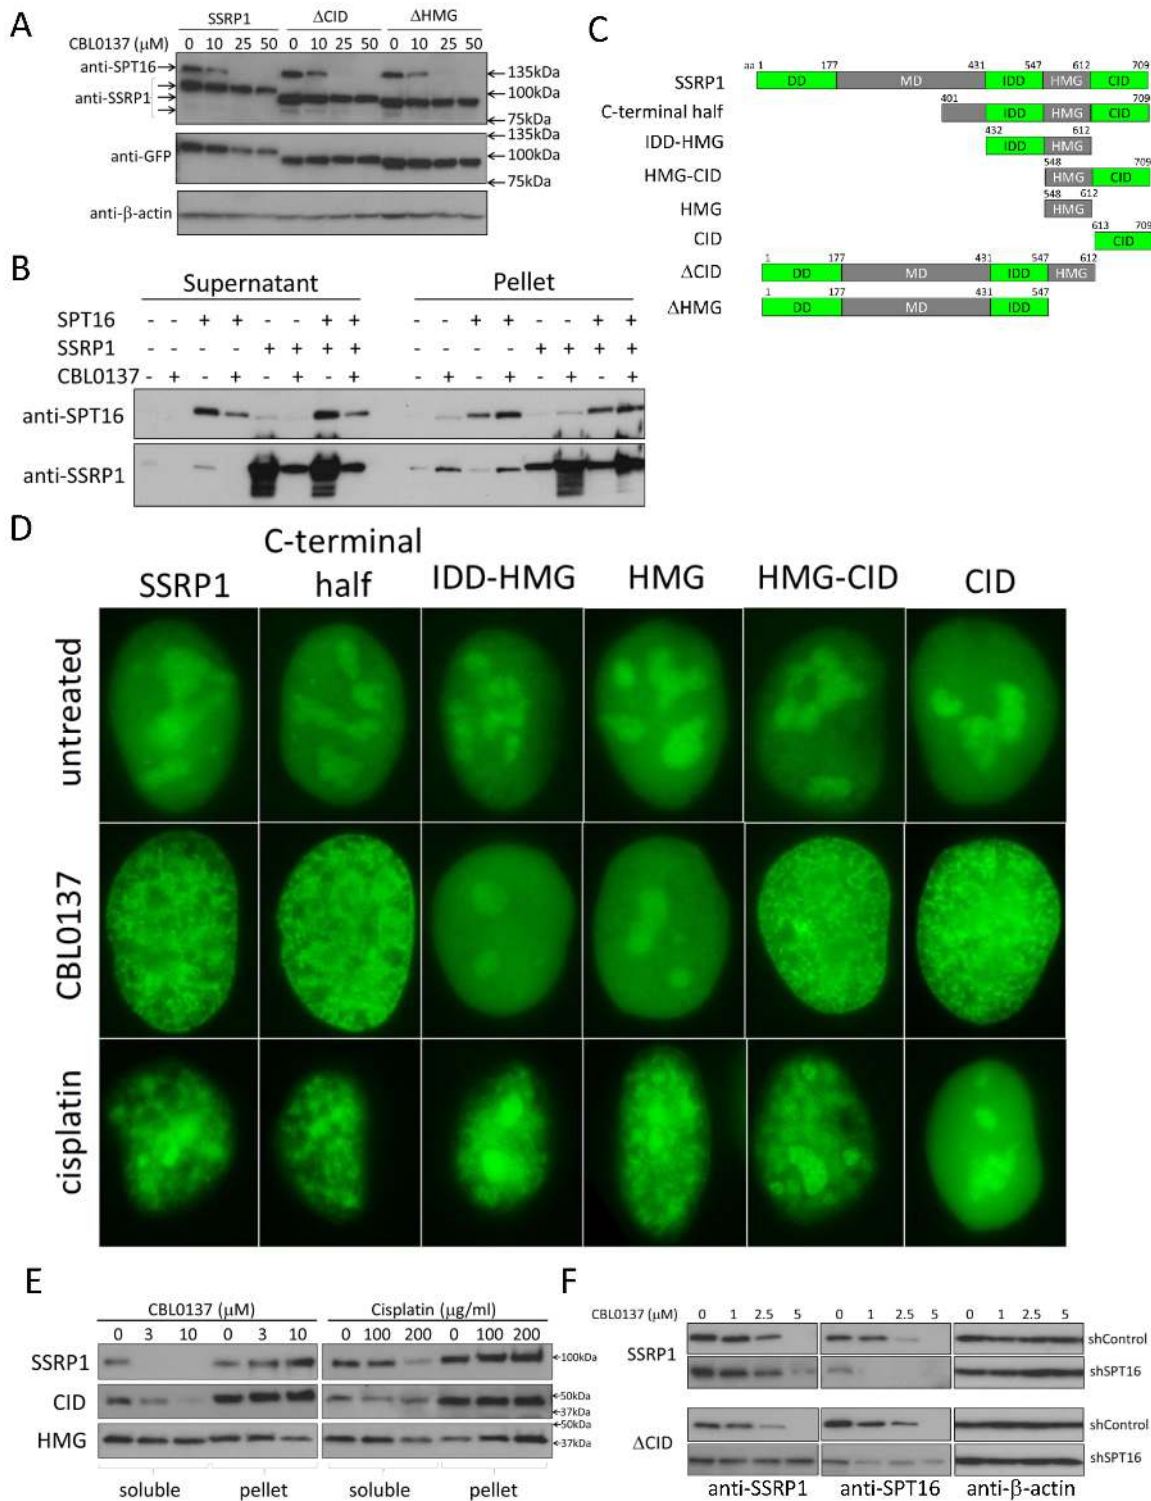 A
SSRP1 ΔCID ΔHMG
CBL0137 (μM) 0 10 25 50 0 10 25 50 0 10 25 50
anti-SPT16→ ←135kDa
anti-SSRP1 ←100kDa
←75kDa
←135kDa
anti-GFP ←100kDa
←75kDa
anti-β-actin
B
Supernatant Pellet
SPT16 - - + + - - + + - - + + - - + +
SSRP1 - - - - + + + + - - - - + + + +
CBL0137 - + - + - + - + - + - + - + - +
anti-SPT16
anti-SSRP1
C
aa 1 177 431 547 612 709
SSRP1 DD MD IDD HMG CID
401 709
C-terminal half IDD HMG CID
432 612
IDD-HMG IDD HMG
548 709
HMG-CID HMG CID
548 612
HMG HMG
613 709
CID CID
1 177 431 547 612
ΔCID DD MD IDD HMG
1 177 431 547
ΔHMG DD MD IDD
D
SSRP1 C-terminal half IDD-HMG HMG HMG-CID CID
untreated
CBL0137
cisplatin
E
CBL0137 (μM) Cisplatin (μg/ml)
0 3 10 0 3 10 0 100 200 0 100 200
SSRP1 ←100kDa
CID ←50kDa
←37kDa
←50kDa
HMG ←37kDa
soluble pellet soluble pellet
F
CBL0137 (μM) 0 1 2.5 5 0 1 2.5 5 0 1 2.5 5
SSRP1 shControl
shSPT16
ΔCID shControl
shSPT16
anti-SSRP1 anti-SPT16 anti-β-actin